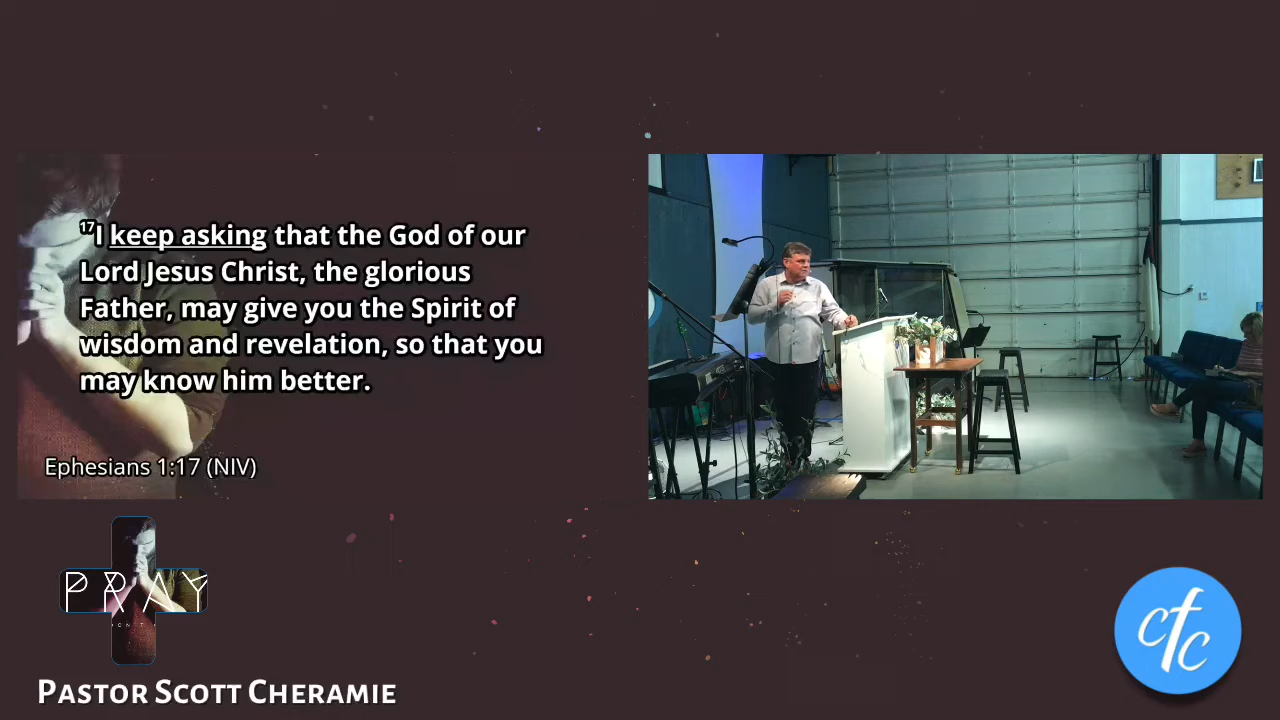 ¹⁷I keep asking that the God of our
Lord Jesus Christ, the glorious
Father, may give you the Spirit of
wisdom and revelation, so that you
may know him better.
Ephesians 1:17 (NIV)
PRAY
PASTOR SCOTT CHERAMIE
cfc